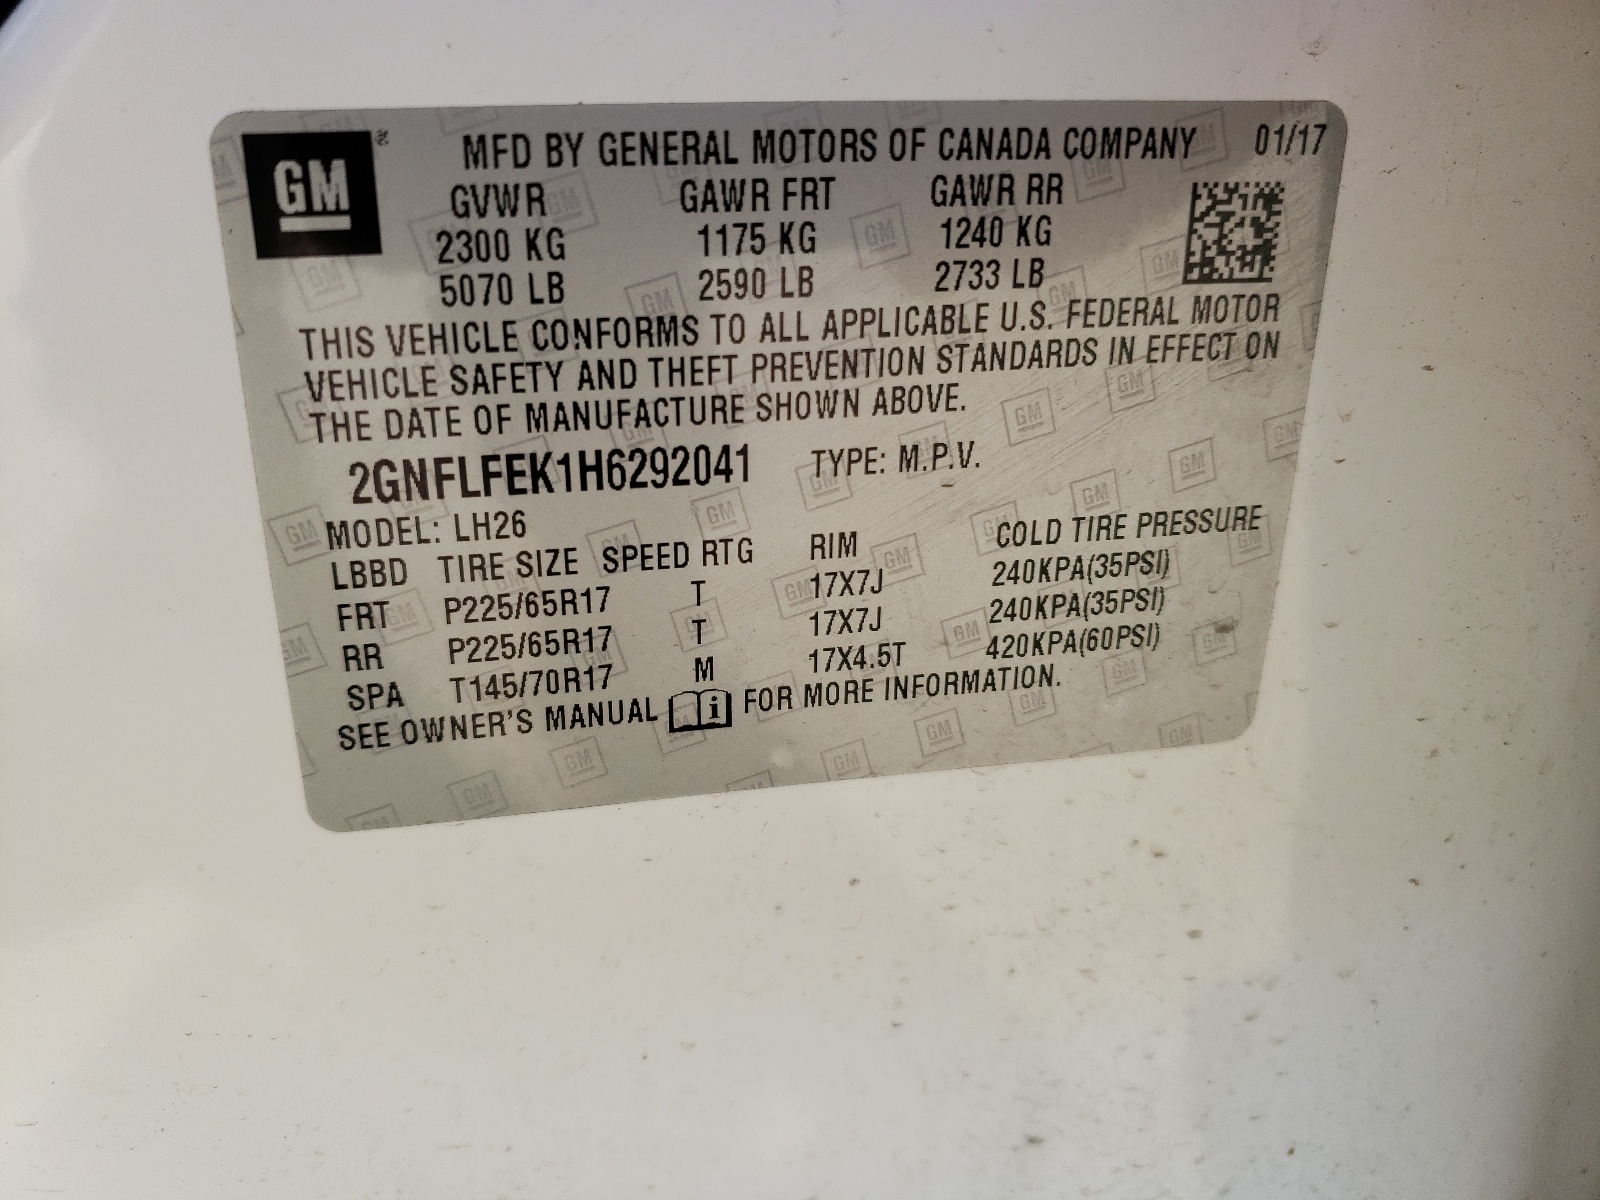 GM ® MFD BY GENERAL MOTORS OF CANADA COMPANY 01/17
GVWR GAWR FRT GAWR RR
2300 KG 1175 KG 1240 KG
5070 LB 2590 LB 2733 LB
THIS VEHICLE CONFORMS TO ALL APPLICABLE U.S. FEDERAL MOTOR
VEHICLE SAFETY AND THEFT PREVENTION STANDARDS IN EFFECT ON
THE DATE OF MANUFACTURE SHOWN ABOVE.
2GNFLFEK1H6292041 TYPE: M.P.V.
MODEL: LH26
LBBD TIRE SIZE SPEED RTG RIM COLD TIRE PRESSURE
FRT P225/65R17 T 17X7J 240KPA(35PSI)
RR P225/65R17 T 17X7J 240KPA(35PSI)
SPA T145/70R17 M 17X4.5T 420KPA(60PSI)
SEE OWNER'S MANUAL i FOR MORE INFORMATION.